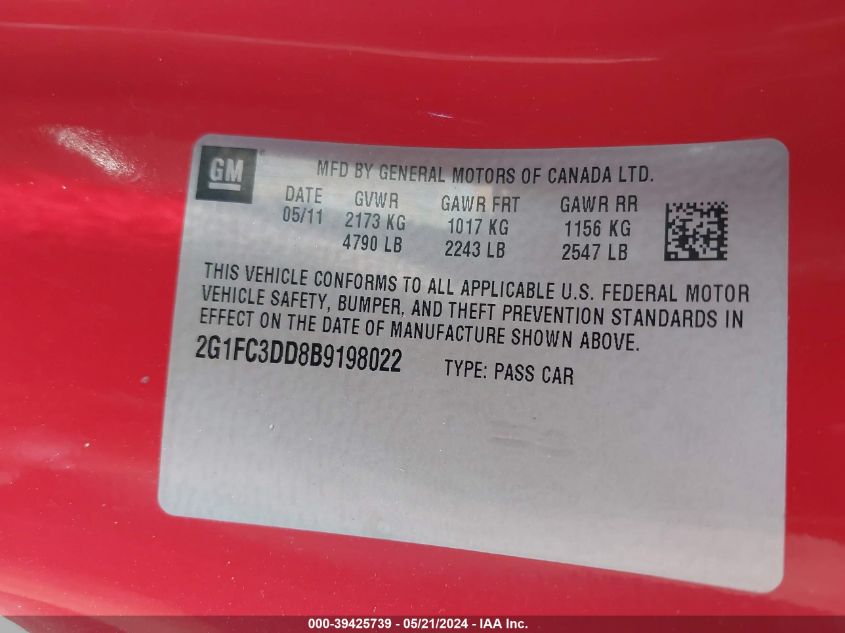 GM
MFD BY GENERAL MOTORS OF CANADA LTD.
DATE GVWR GAWR FRT GAWR RR
05/11 2173 KG 1017 KG 1156 KG
4790 LB 2243 LB 2547 LB
THIS VEHICLE CONFORMS TO ALL APPLICABLE U.S. FEDERAL MOTOR
VEHICLE SAFETY, BUMPER, AND THEFT PREVENTION STANDARDS IN
EFFECT ON THE DATE OF MANUFACTURE SHOWN ABOVE.
2G1FC3DD8B9198022 TYPE: PASS CAR
000-39425739 - 05/21/2024 - IAA Inc.